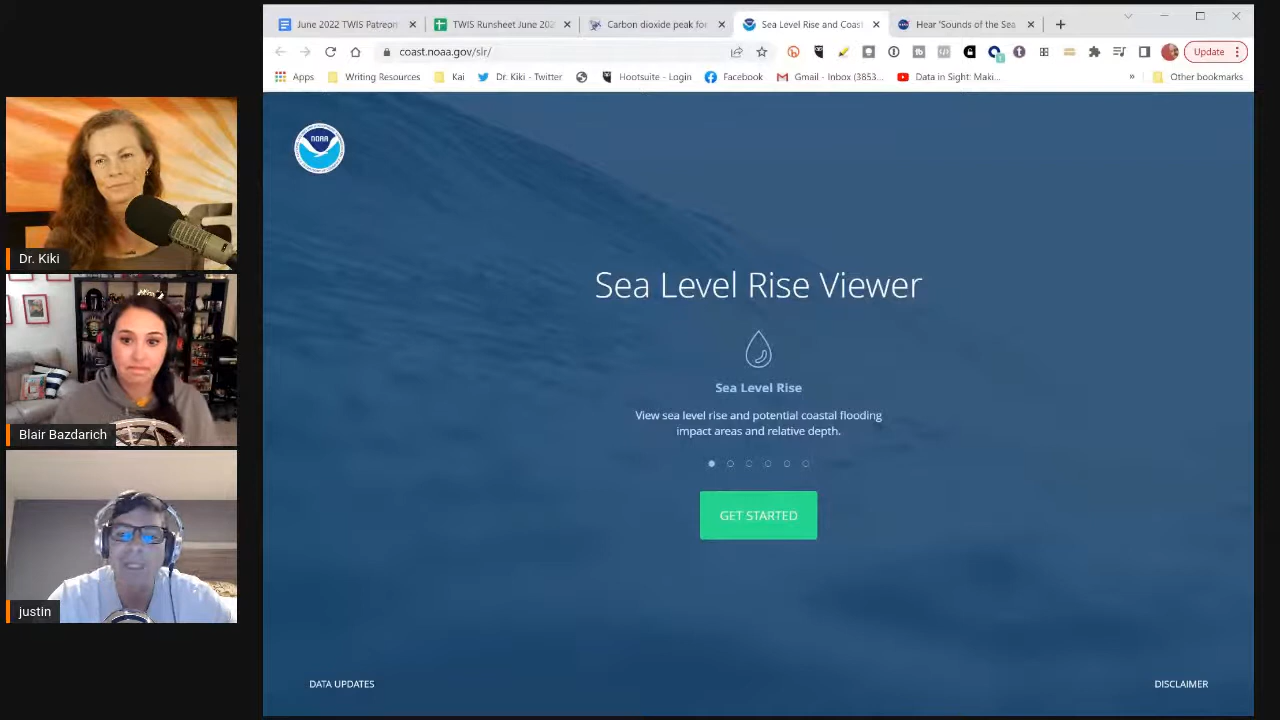 June 2022 TWIS Patreon
TWIS Runsheet June 202
Carbon dioxide peak for
Sea Level Rise and Coas
Hear 'Sounds of the Sea
coast.noaa.gov/slr/
Update
Apps
Writing Resources
Kai
Dr. Kiki - Twitter
Hootsuite - Login
Facebook
Gmail - Inbox (3853...
Data in Sight: Maki...
»
Other bookmarks
NOAA
Sea Level Rise Viewer
Sea Level Rise
View sea level rise and potential coastal flooding
impact areas and relative depth.
GET STARTED
DATA UPDATES
DISCLAIMER
Dr. Kiki
Blair Bazdarich
justin